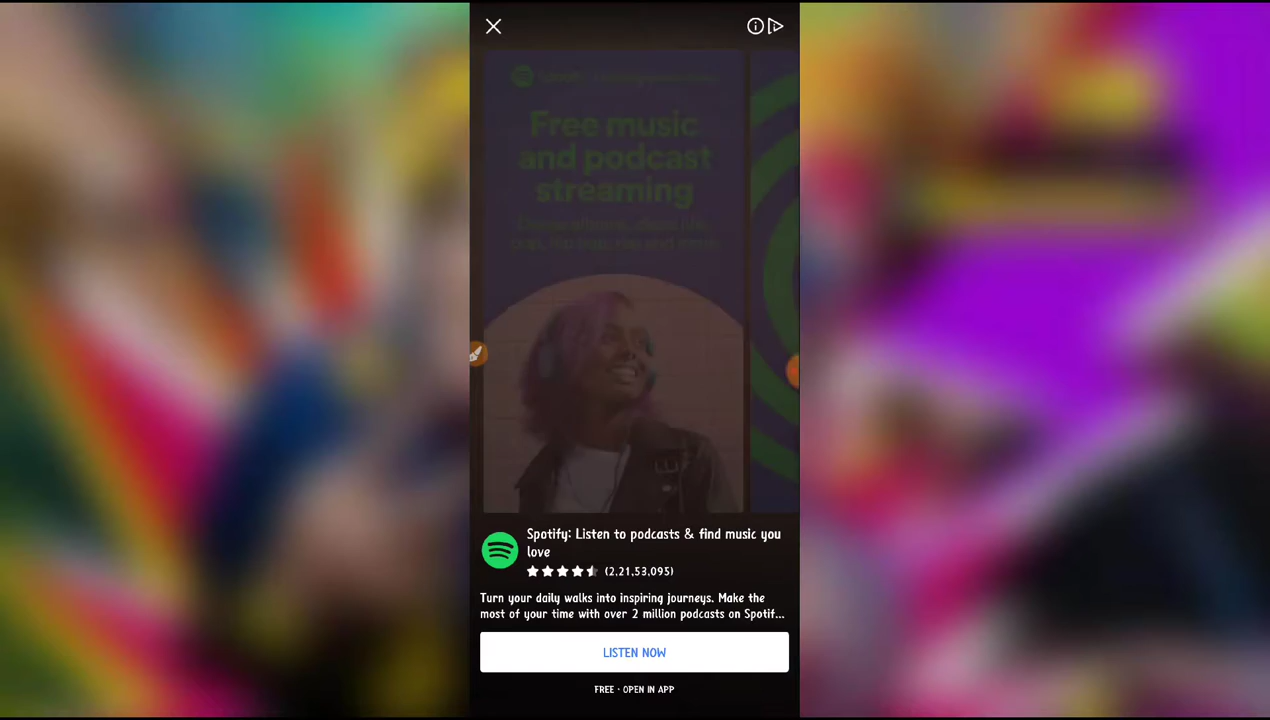 Free music
and podcast
streaming
Spotify: Listen to podcasts & find music you
love
(2,21,53,095)
Turn your daily walks into inspiring journeys. Make the
most of your time with over 2 million podcasts on Spotif...
LISTEN NOW
FREE · OPEN IN APP